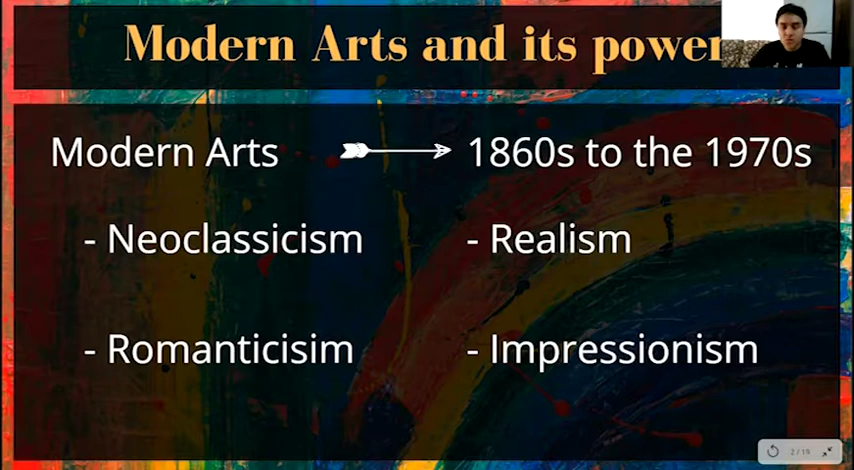 Modern Arts and its power
Modern Arts 1860s to the 1970s
- Neoclassicism - Realism
- Romanticisim - Impressionism
2 / 19